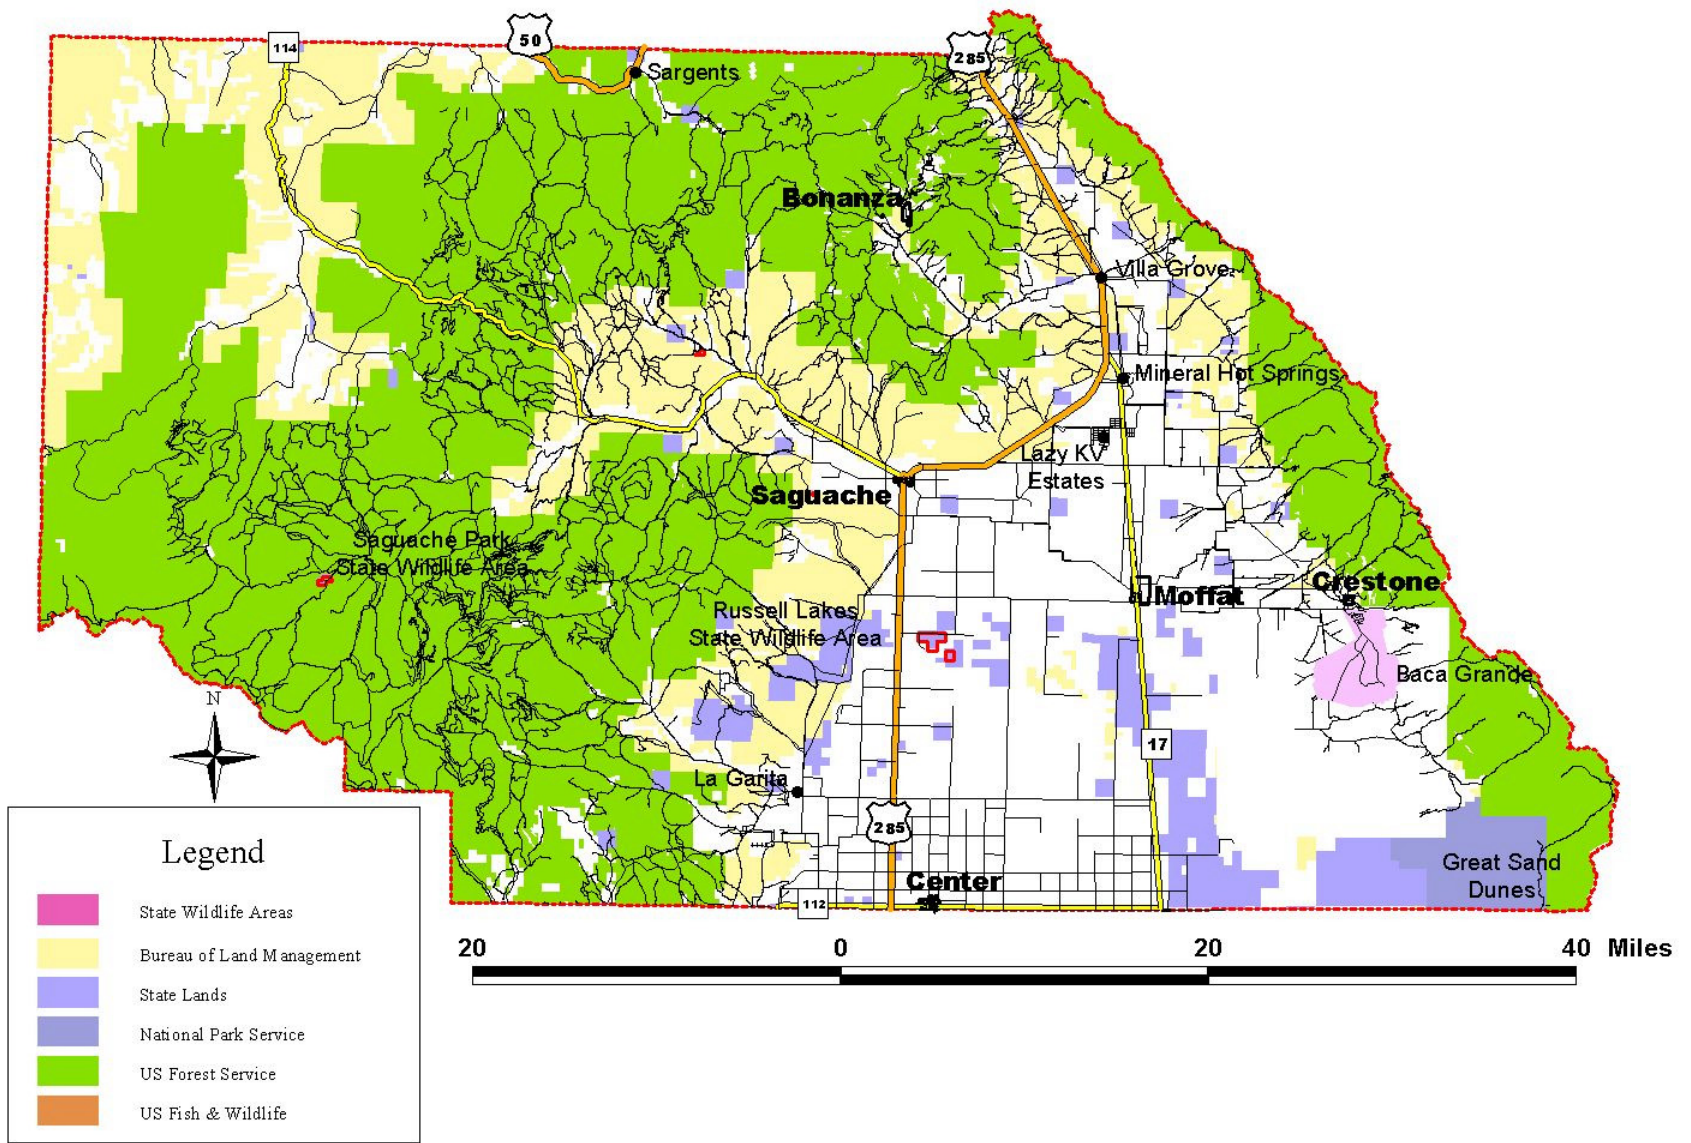 50
114
285
Sargents
Bonanza
Villa Grove
Mineral Hot Springs
Lazy KV
Estates
Saguache
Saguache Park
State Wildlife Area
Crestone
Moffat
Russell Lakes
State Wildlife Area
Baca Grande
N
17
La Garita
285
Great Sand
Dunes
Center
112
20 0 20 40 Miles
Legend
State Wildlife Areas
Bureau of Land Management
State Lands
National Park Service
US Forest Service
US Fish & Wildlife